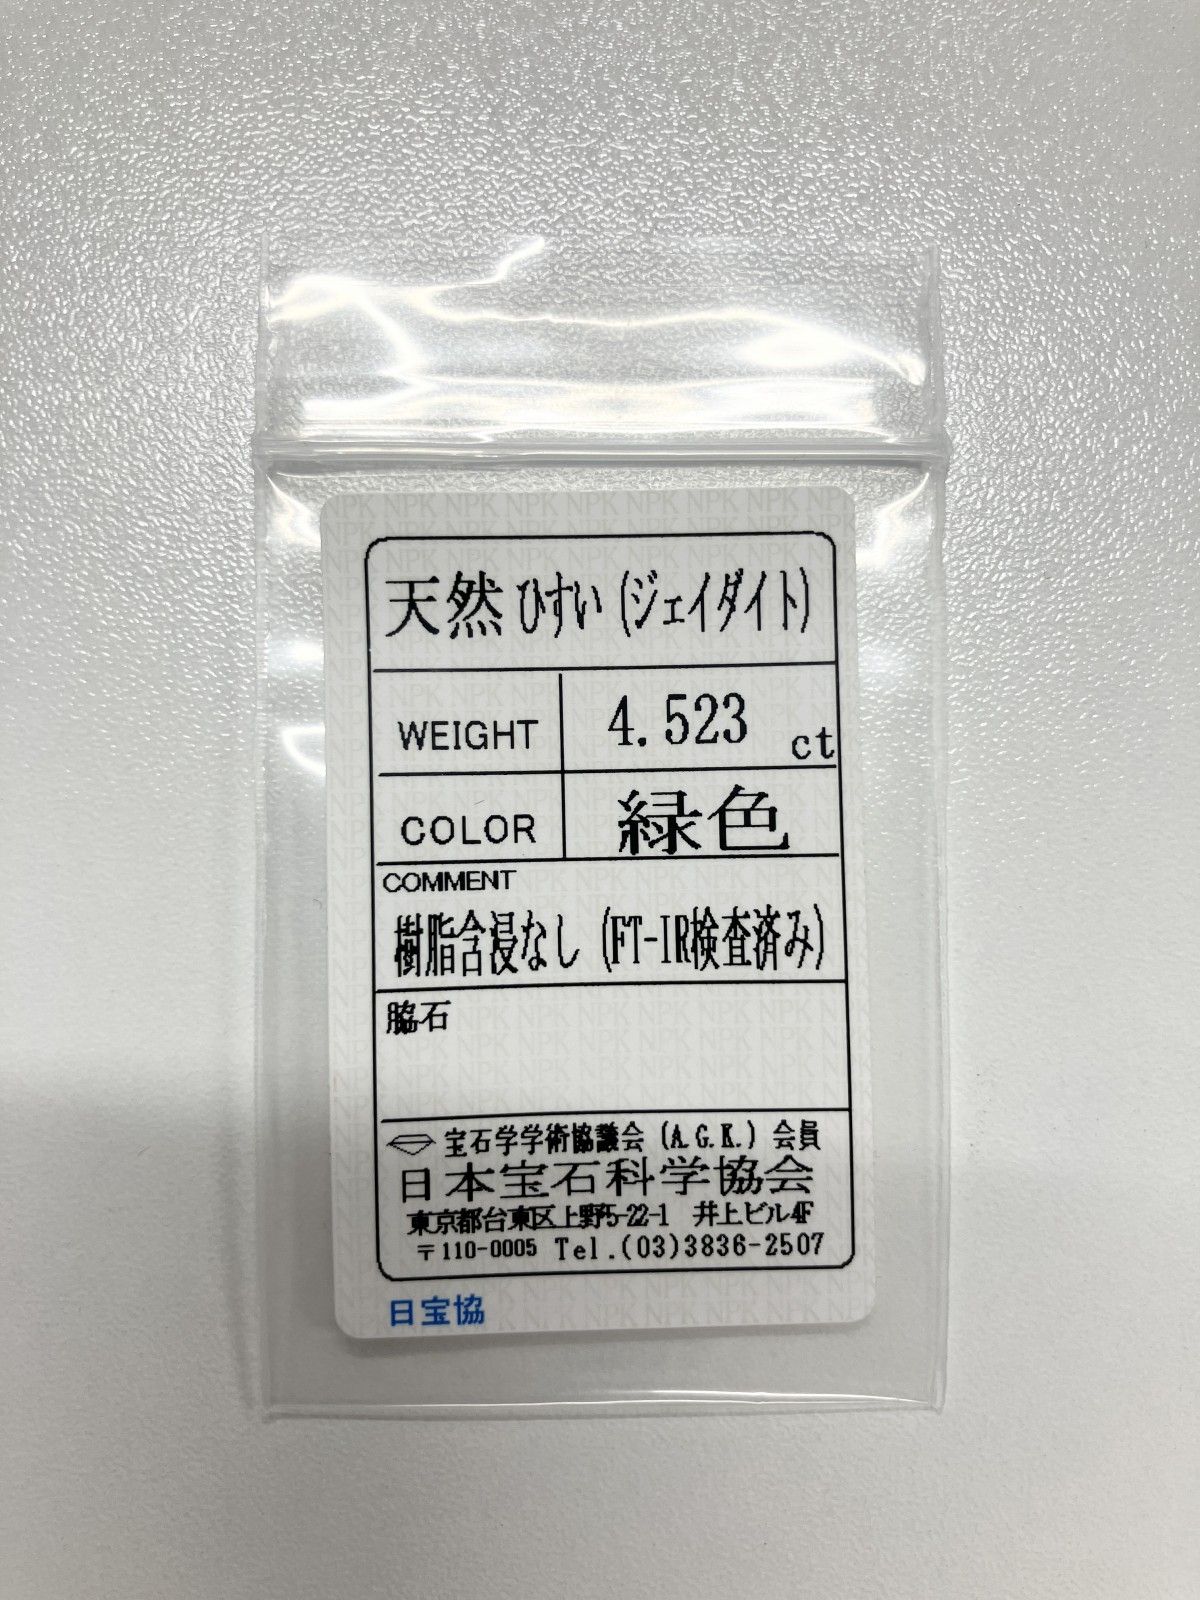 天然 ひすい (ジェイダイト)
WEIGHT 4.523 ct
COLOR 緑色
COMMENT
樹脂含浸なし (FT-IR検査済み)
脇石
宝石学学術協議会 (A.G.K.) 会員
日本宝石科学協会
東京都台東区上野5-22-1 井上ビル4F
〒110-0005 Tel.(03)3836-2507
日宝協